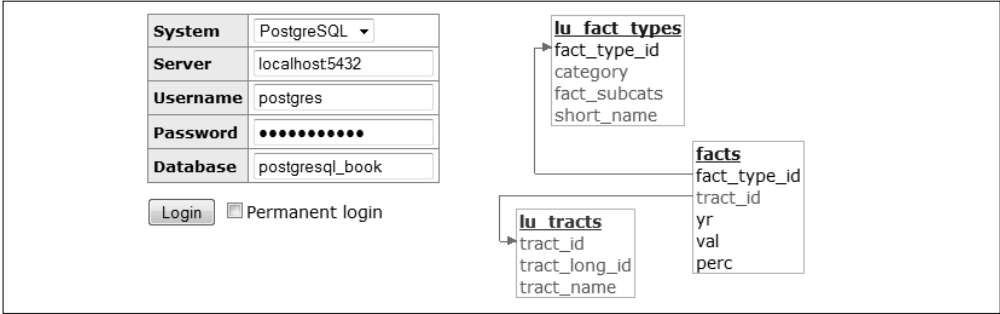 System PostgreSQL
Server localhost:5432
Username postgres
Password •••••••••••
Database postgresql_book
Login Permanent login
lu_fact_types
fact_type_id
category
fact_subcats
short_name
facts
fact_type_id
tract_id
yr
val
perc
lu_tracts
tract_id
tract_long_id
tract_name